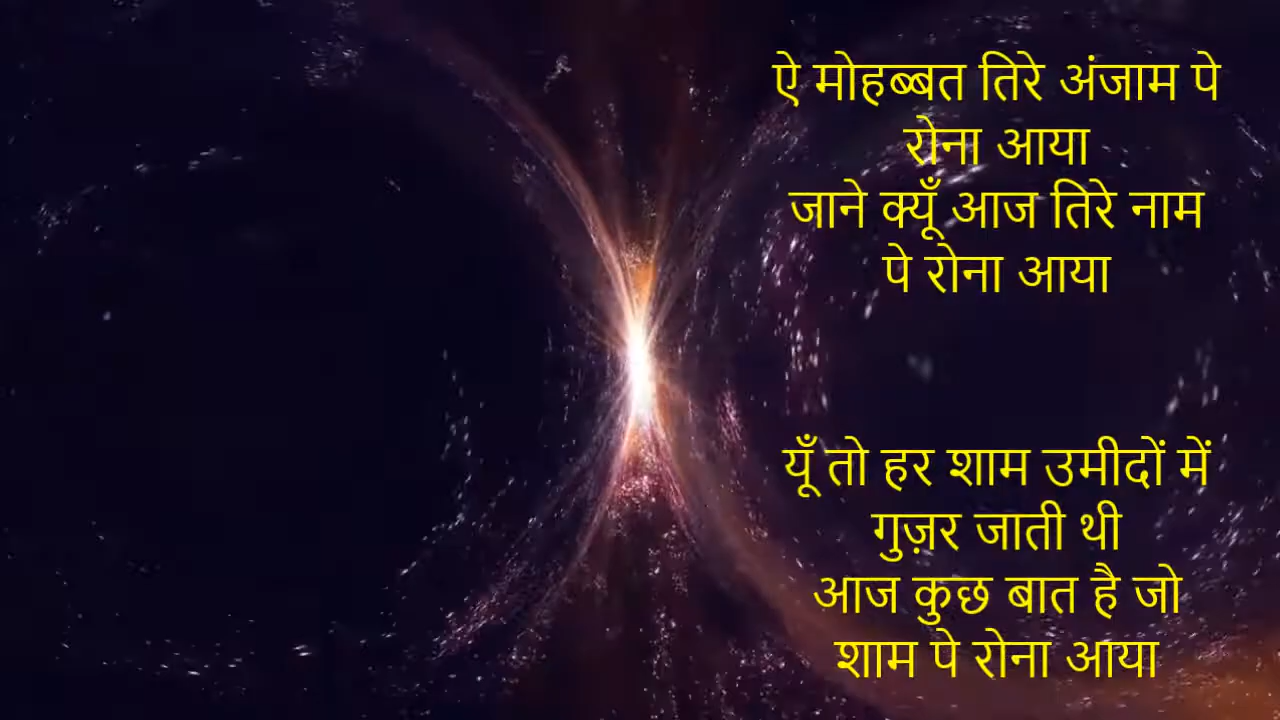 ऐ मोहब्बत तिरे अंजाम पे
रोना आया
जाने क्यूँ आज तिरे नाम
पे रोना आया
यूँ तो हर शाम उमीदों में
गुज़र जाती थी
आज कुछ बात है जो
शाम पे रोना आया